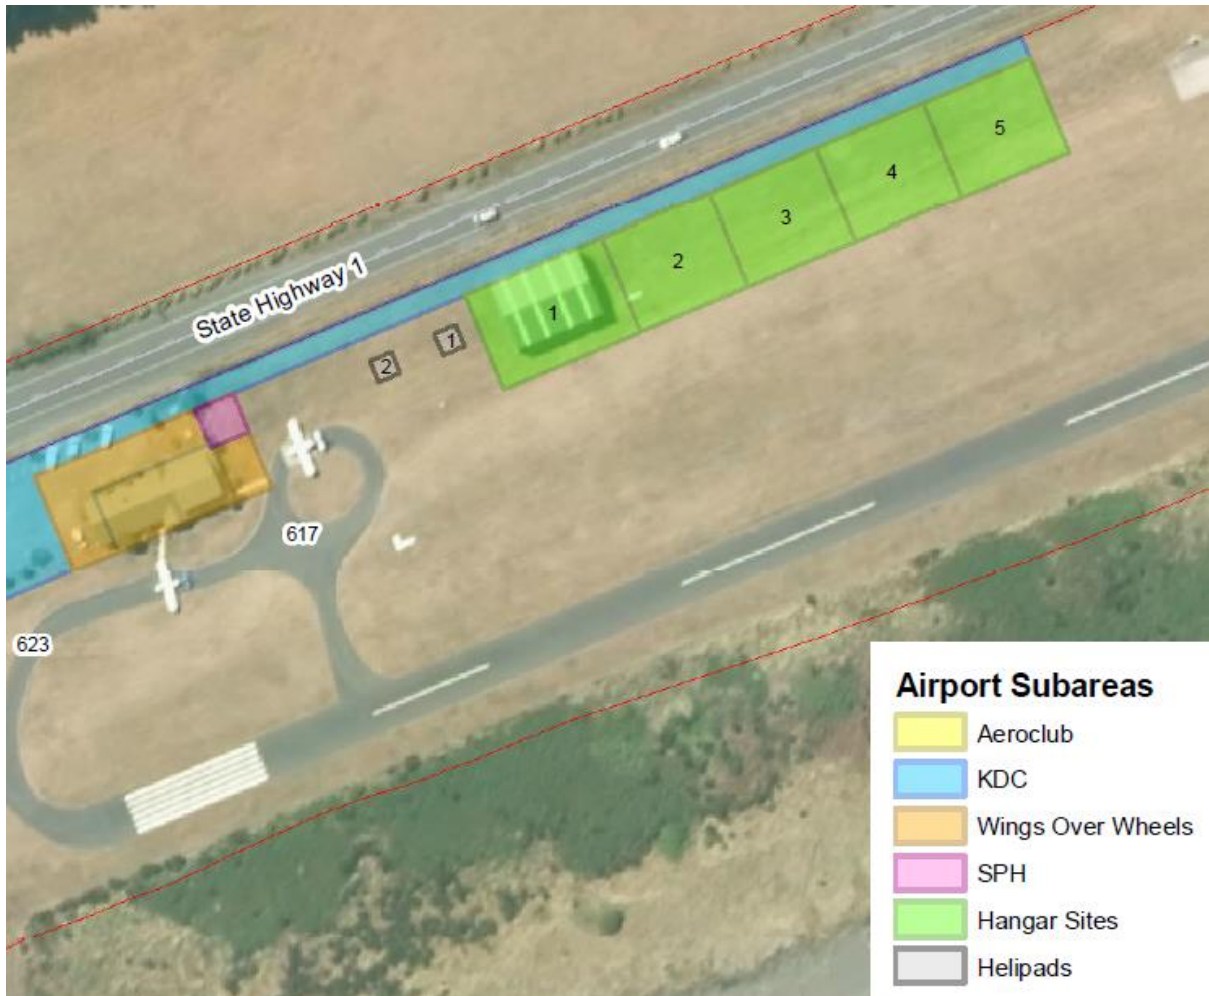 5
4
3
2
1
State Highway 1
1
2
617
623
Airport Subareas
Aeroclub
KDC
Wings Over Wheels
SPH
Hangar Sites
Helipads